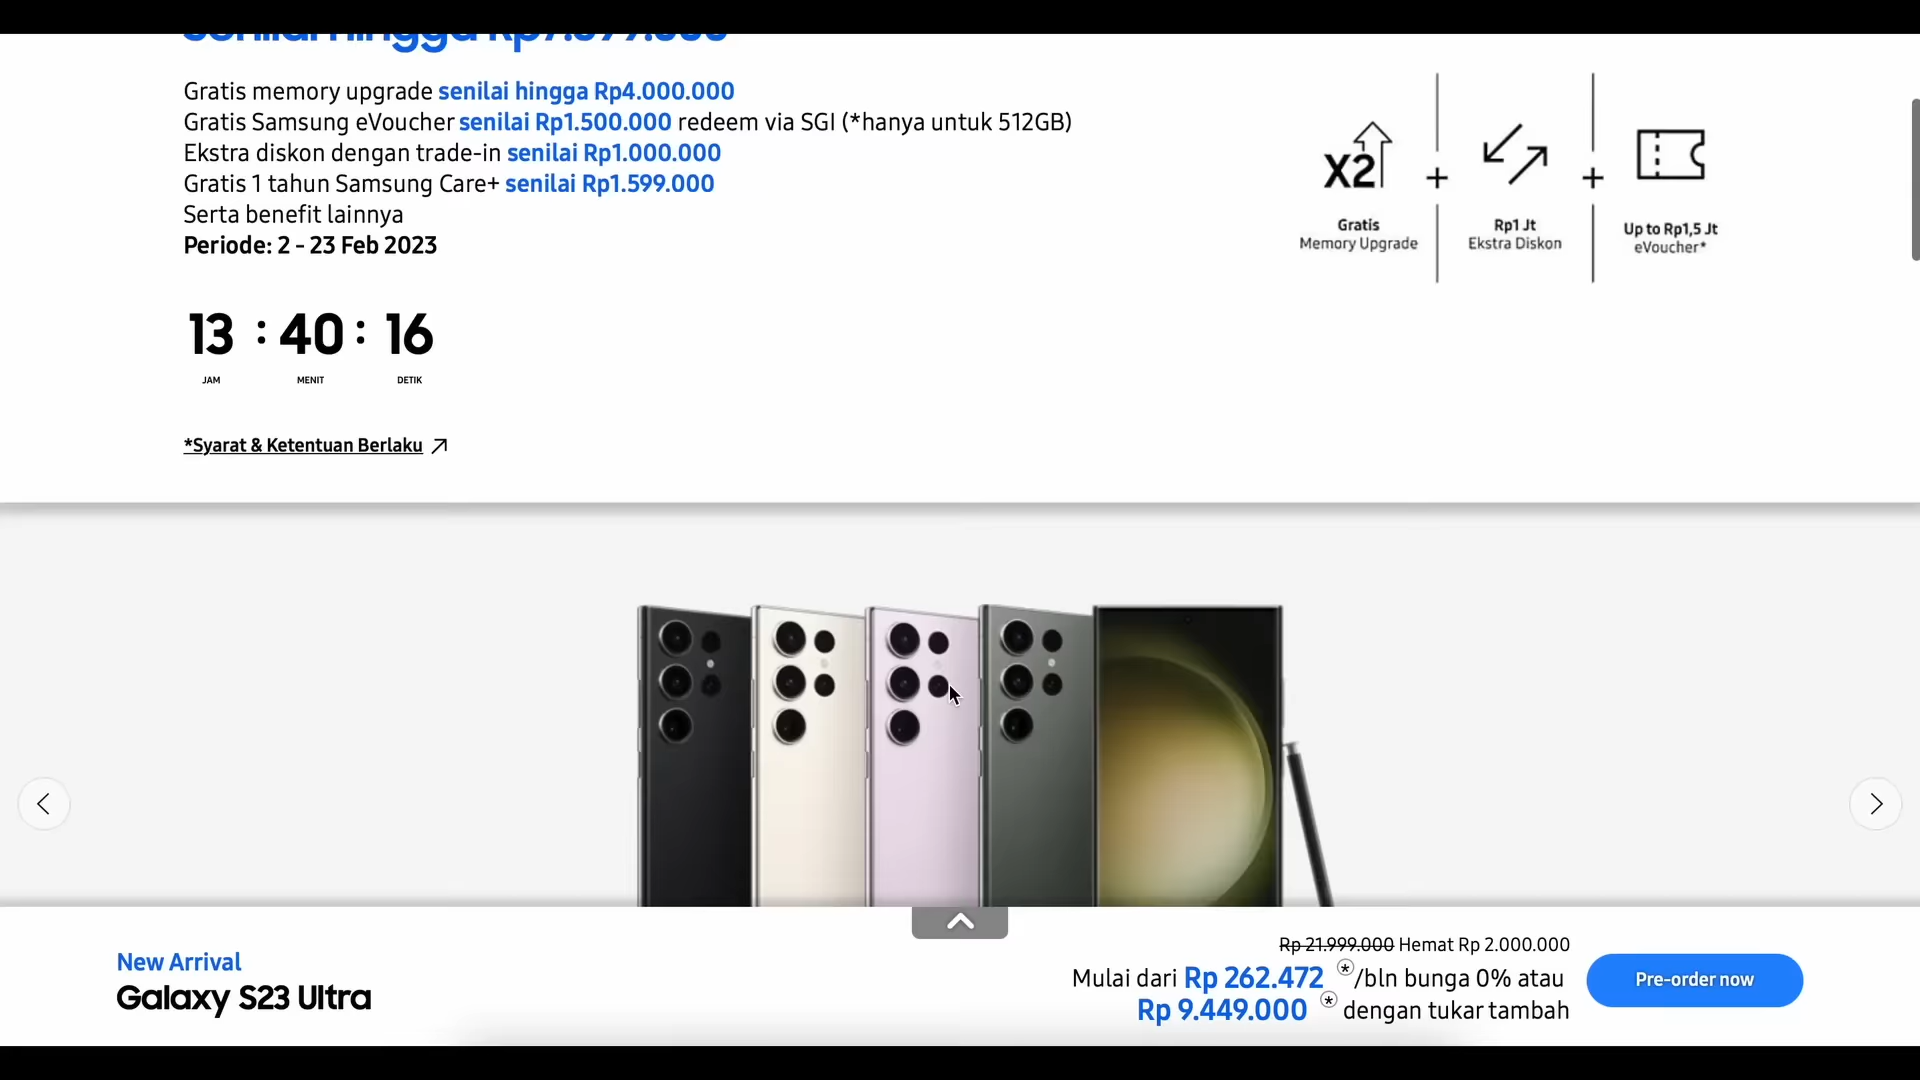 Gratis memory upgrade senilai hingga Rp4.000.000
Gratis Samsung eVoucher senilai Rp1.500.000 redeem via SGI (*hanya untuk 512GB)
Ekstra diskon dengan trade-in senilai Rp1.000.000
Gratis 1 tahun Samsung Care+ senilai Rp1.599.000
Serta benefit lainnya
Periode: 2 - 23 Feb 2023
X2
+
+
Gratis
Memory Upgrade
Rp1 Jt
Ekstra Diskon
Up to Rp1,5 Jt
eVoucher*
13 : 40 : 16
JAM MENIT DETIK
*Syarat & Ketentuan Berlaku
New Arrival
Galaxy S23 Ultra
Rp 21.999.000 Hemat Rp 2.000.000
Mulai dari Rp 262.472 * /bln bunga 0% atau
Rp 9.449.000 * dengan tukar tambah
Pre-order now